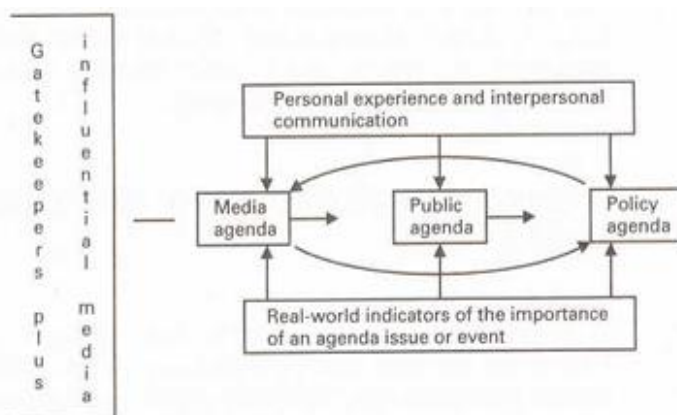 Gatekeepers plus
influential media
Personal experience and interpersonal
communication
Media
agenda
Public
agenda
Policy
agenda
Real-world indicators of the importance
of an agenda issue or event